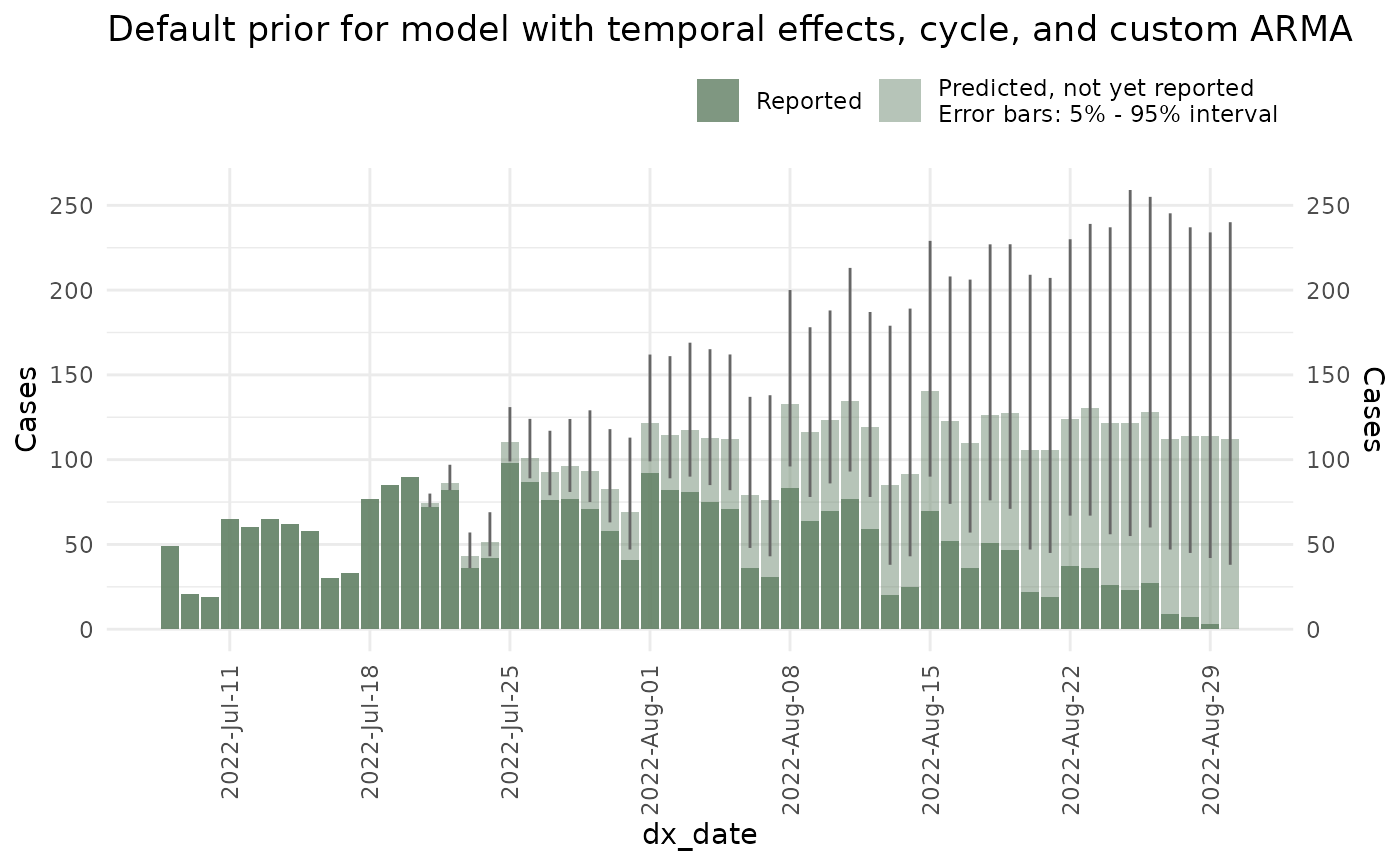 Default prior for model with temporal effects, cycle, and custom ARMA
Reported
Predicted, not yet reported
Error bars: 5% - 95% interval
Cases
250
200
150
100
50
0
250
200
150
100
50
0
Cases
2022-Jul-11
2022-Jul-18
2022-Jul-25
2022-Aug-01
2022-Aug-08
2022-Aug-15
2022-Aug-22
2022-Aug-29
dx_date